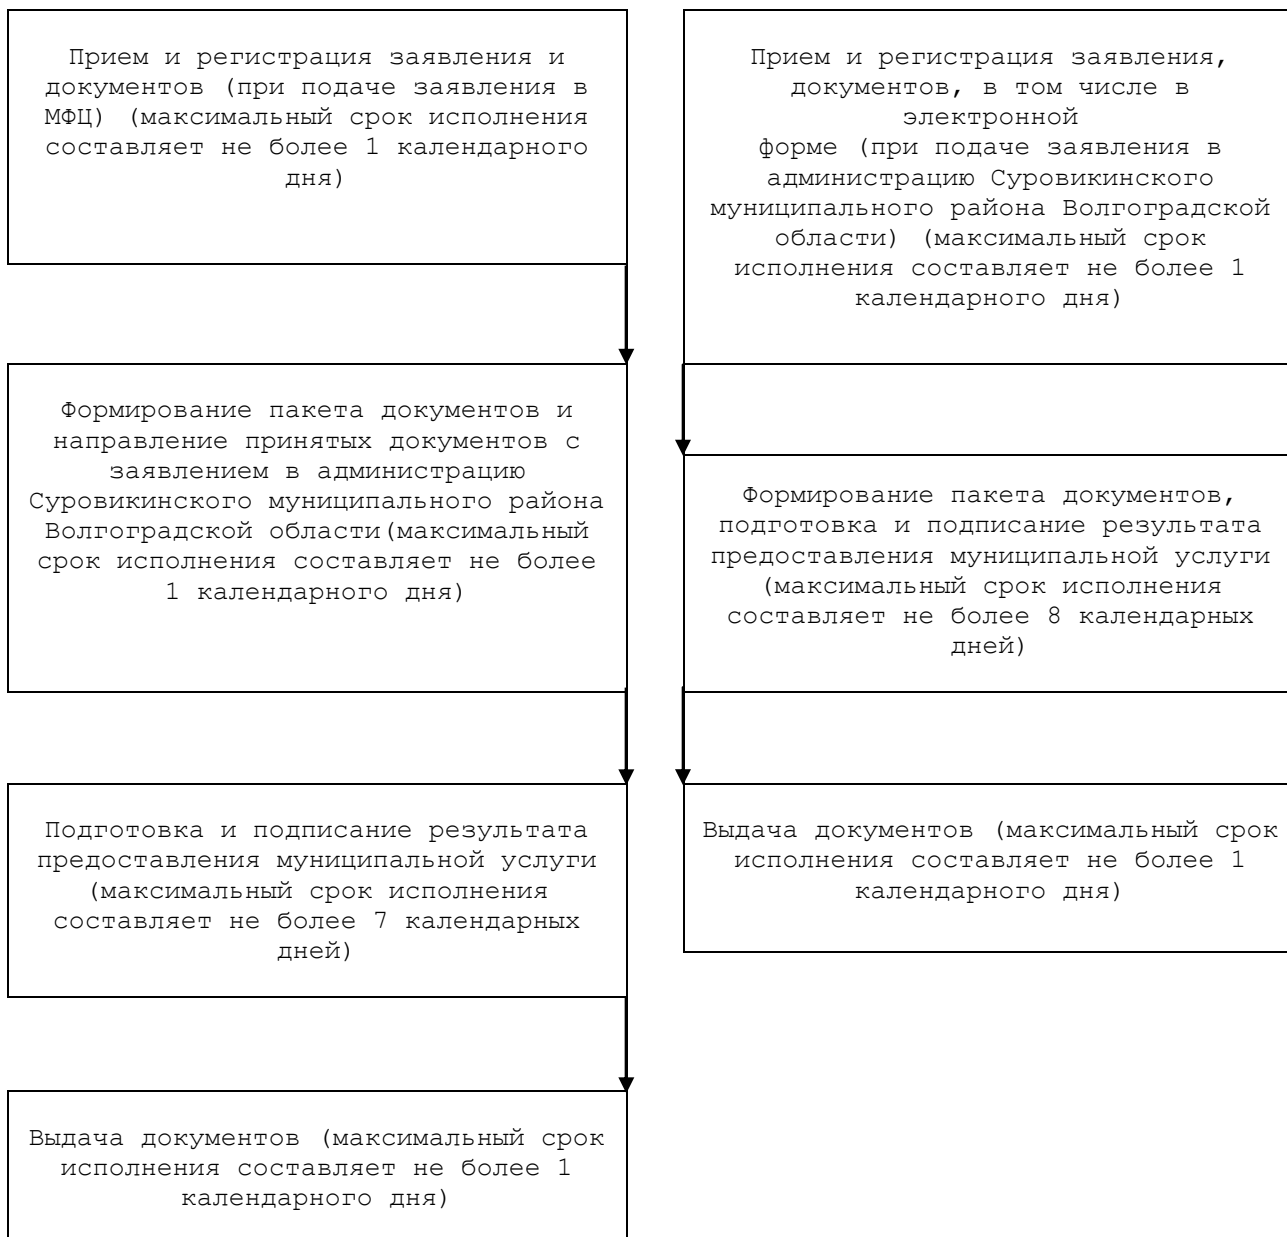 Прием и регистрация заявления и
документов (при подаче заявления в
МФЦ) (максимальный срок исполнения
составляет не более 1 календарного
дня)
Прием и регистрация заявления,
документов, в том числе в
электронной
форме (при подаче заявления в
администрацию Суровикинского
муниципального района Волгоградской
области) (максимальный срок
исполнения составляет не более 1
календарного дня)
Формирование пакета документов и
направление принятых документов с
заявлением в администрацию
Суровикинского муниципального района
Волгоградской области(максимальный
срок исполнения составляет не более
1 календарного дня)
Формирование пакета документов,
подготовка и подписание результата
предоставления муниципальной услуги
(максимальный срок исполнения
составляет не более 8 календарных
дней)
Подготовка и подписание результата
предоставления муниципальной услуги
(максимальный срок исполнения
составляет не более 7 календарных
дней)
Выдача документов (максимальный срок
исполнения составляет не более 1
календарного дня)
Выдача документов (максимальный срок
исполнения составляет не более 1
календарного дня)